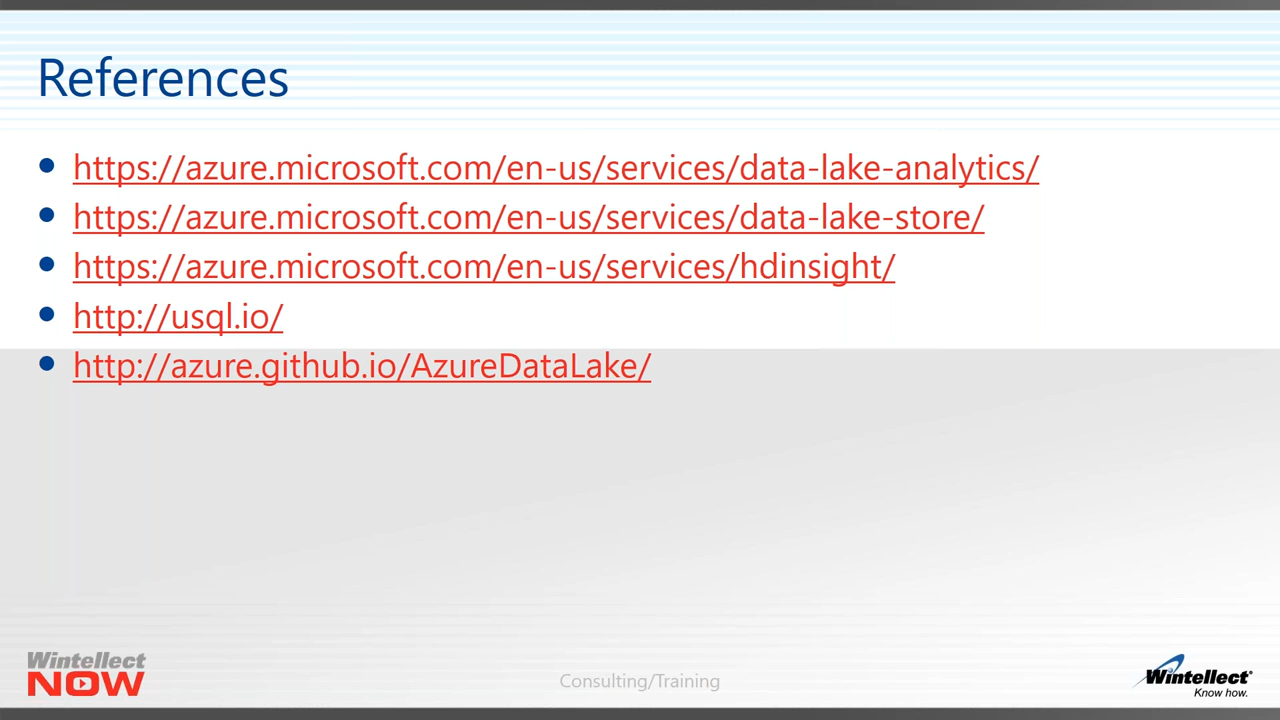 References
https://azure.microsoft.com/en-us/services/data-lake-analytics/
https://azure.microsoft.com/en-us/services/data-lake-store/
https://azure.microsoft.com/en-us/services/hdinsight/
http://usql.io/
http://azure.github.io/AzureDataLake/
Wintellect
NOW
Consulting/Training
Wintellect
Know how.